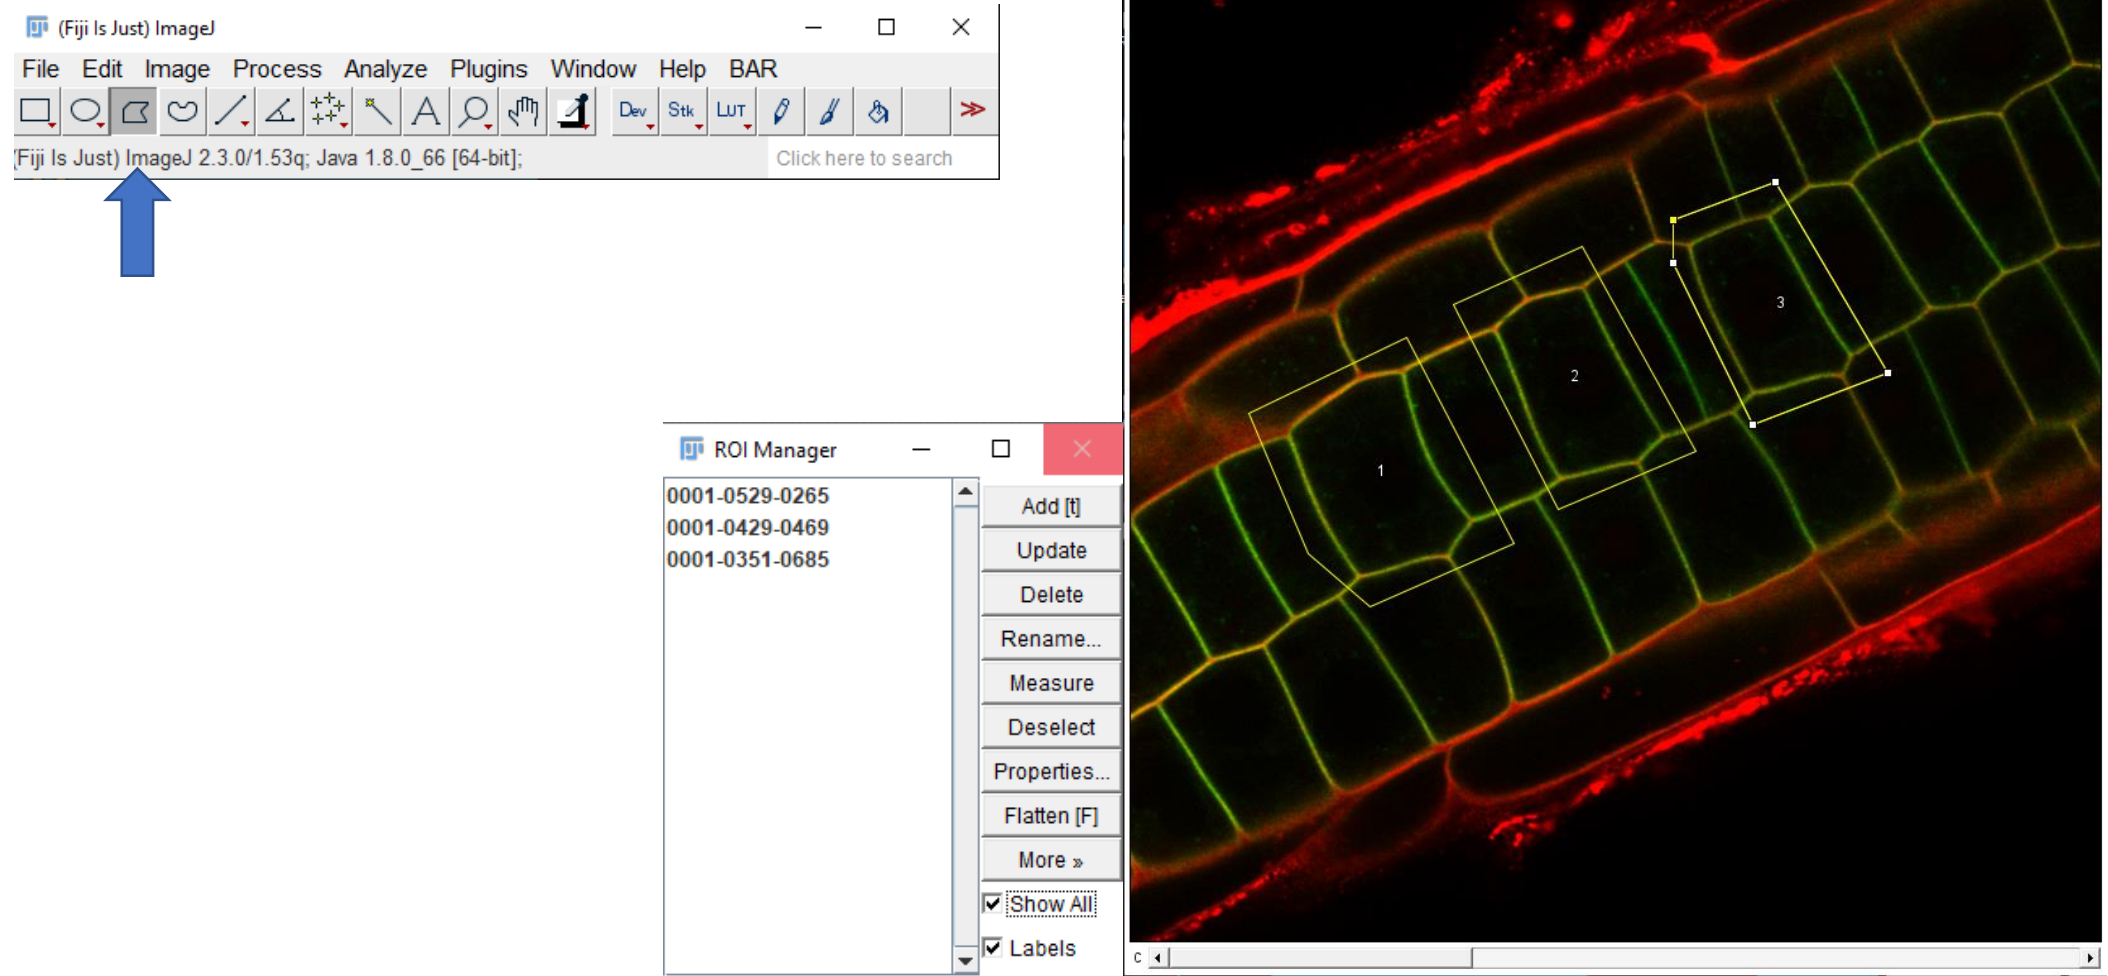 (Fiji Is Just) ImageJ
File Edit Image Process Analyze Plugins Window Help BAR
A Dev Stk LUT >>
(Fiji Is Just) ImageJ 2.3.0/1.53q; Java 1.8.0_66 [64-bit]; Click here to search
ROI Manager
0001-0529-0265
0001-0429-0469
0001-0351-0685
Add [t]
Update
Delete
Rename...
Measure
Deselect
Properties...
Flatten [F]
More »
Show All
Labels
1
2
3
c